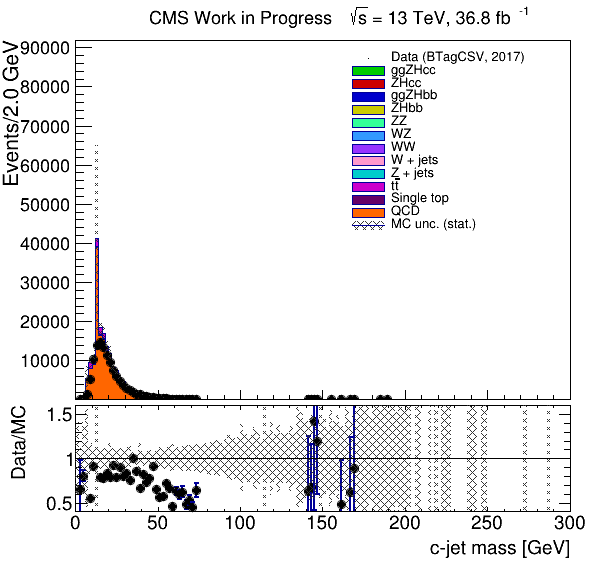 CMS Work in Progress √s = 13 TeV, 36.8 fb -1
Events/2.0 GeV
90000
80000
70000
60000
50000
40000
30000
20000
10000
Data (BTagCSV, 2017)
ggZHcc
ZHcc
ggZHbb
ZHbb
ZZ
WZ
WW
W + jets
Z + jets
tt̅
Single top
QCD
MC unc. (stat.)
Data/MC
1.5
1
0.5
0 50 100 150 200 250 300
c-jet mass [GeV]